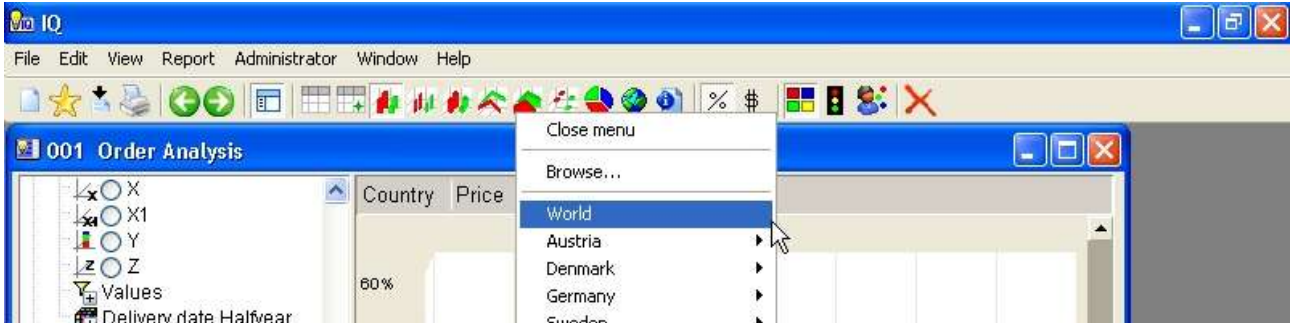 IQ
File Edit View Report Administrator Window Help
% $
001 Order Analysis
Close menu
Browse...
X
X1
Y
Z
Values
Delivery date Halfyear
Country Price
60%
World
Austria
Denmark
Germany
Sweden